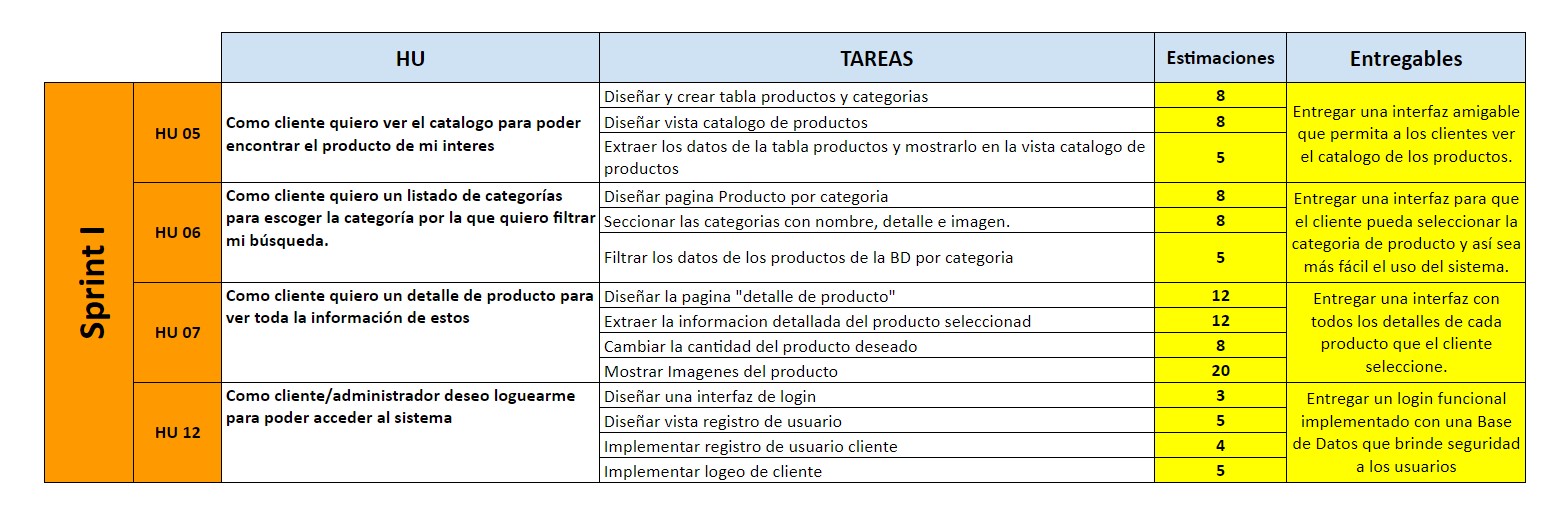 HU
TAREAS
Estimaciones
Entregables
Sprint I
HU 05
Como cliente quiero ver el catalogo para poder
encontrar el producto de mi interes
Diseñar y crear tabla productos y categorias
8
Diseñar vista catalogo de productos
8
Extraer los datos de la tabla productos y mostrarlo en la vista catalogo de
productos
5
Entregar una interfaz amigable
que permita a los clientes ver
el catalogo de los productos.
HU 06
Como cliente quiero un listado de categorías
para escoger la categoría por la que quiero filtrar
mi búsqueda.
Diseñar pagina Producto por categoria
8
Seccionar las categorias con nombre, detalle e imagen.
8
Filtrar los datos de los productos de la BD por categoria
5
Entregar una interfaz para que
el cliente pueda seleccionar la
categoria de producto y así sea
más fácil el uso del sistema.
HU 07
Como cliente quiero un detalle de producto para
ver toda la información de estos
Diseñar la pagina "detalle de producto"
12
Extraer la informacion detallada del producto seleccionad
12
Cambiar la cantidad del producto deseado
8
Mostrar Imagenes del producto
20
Entregar una interfaz con
todos los detalles de cada
producto que el cliente
seleccione.
HU 12
Como cliente/administrador deseo loguearme
para poder acceder al sistema
Diseñar una interfaz de login
3
Diseñar vista registro de usuario
5
Implementar registro de usuario cliente
4
Implementar logeo de cliente
5
Entregar un login funcional
implementado con una Base
de Datos que brinde seguridad
a los usuarios